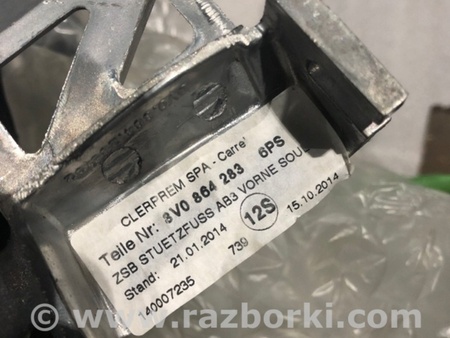 CLERPREM SPA - Carre'
Teile Nr: 8V0 864 283 6PS
ZSB STUETZFUSS AB3 VORNE SOU
Stand: 21.01.2014 12S 15.10.2014
140007235 739
© www.razborki.com